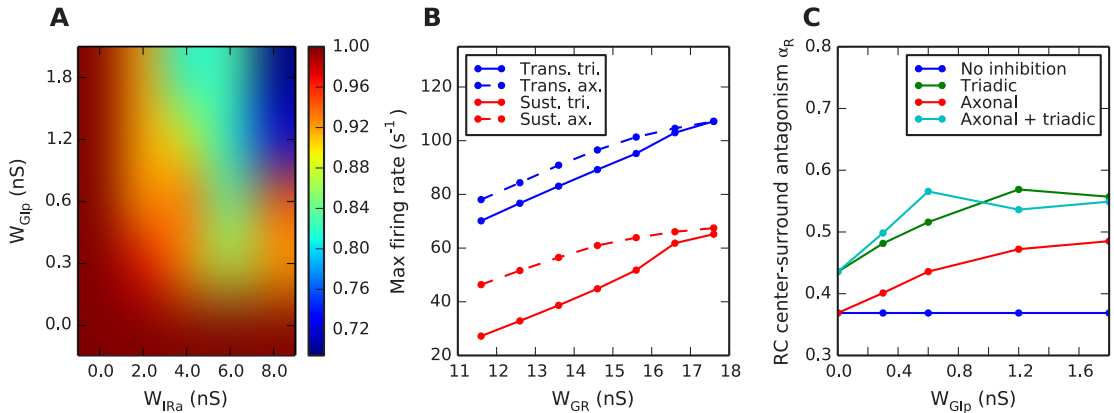 A
W_GIp (nS)
1.8
1.2
0.6
0.3
0.0
0.0 2.0 4.0 6.0 8.0
W_IRa (nS)
1.00
0.96
0.92
0.88
0.84
0.80
0.76
0.72
B
Max firing rate (s⁻¹)
120
100
80
60
40
20
11 12 13 14 15 16 17 18
W_GR (nS)
Trans. tri.
Trans. ax.
Sust. tri.
Sust. ax.
C
RC center-surround antagonism α_R
0.8
0.7
0.6
0.5
0.4
0.3
0.0 0.6 1.2 1.6
W_GIp (nS)
No inhibition
Triadic
Axonal
Axonal + triadic